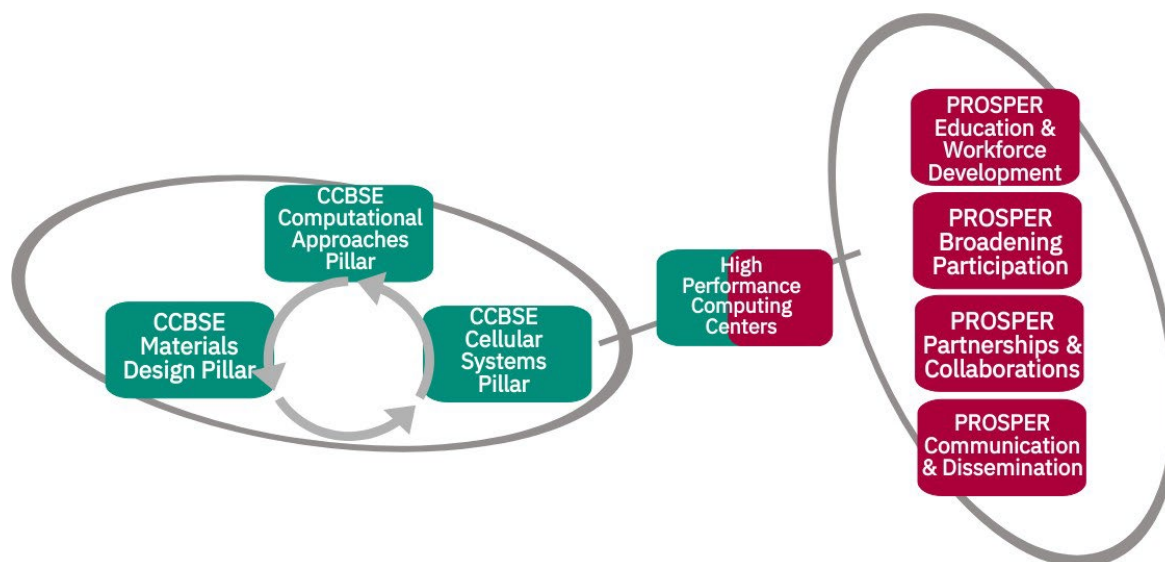 CCBSE
Computational
Approaches
Pillar
CCBSE
Materials
Design Pillar
CCBSE
Cellular
Systems
Pillar
High
Performance
Computing
Centers
PROSPER
Education &
Workforce
Development
PROSPER
Broadening
Participation
PROSPER
Partnerships &
Collaborations
PROSPER
Communication
& Dissemination